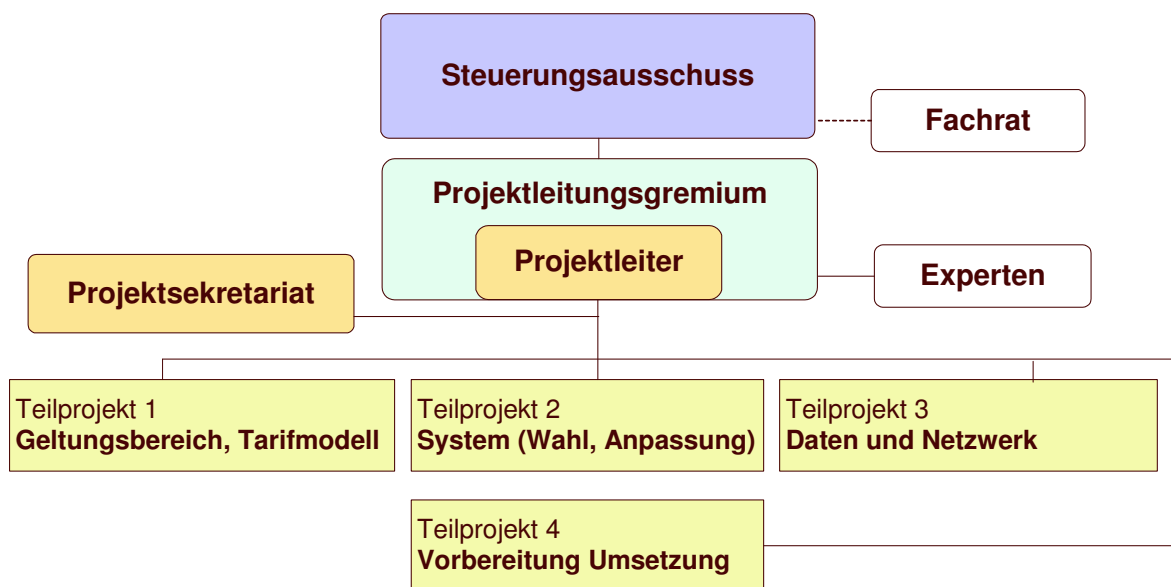 Steuerungsausschuss
Fachrat
Projektleitungsgremium
Projektleiter
Experten
Projektsekretariat
Teilprojekt 1
Geltungsbereich, Tarifmodell
Teilprojekt 2
System (Wahl, Anpassung)
Teilprojekt 3
Daten und Netzwerk
Teilprojekt 4
Vorbereitung Umsetzung